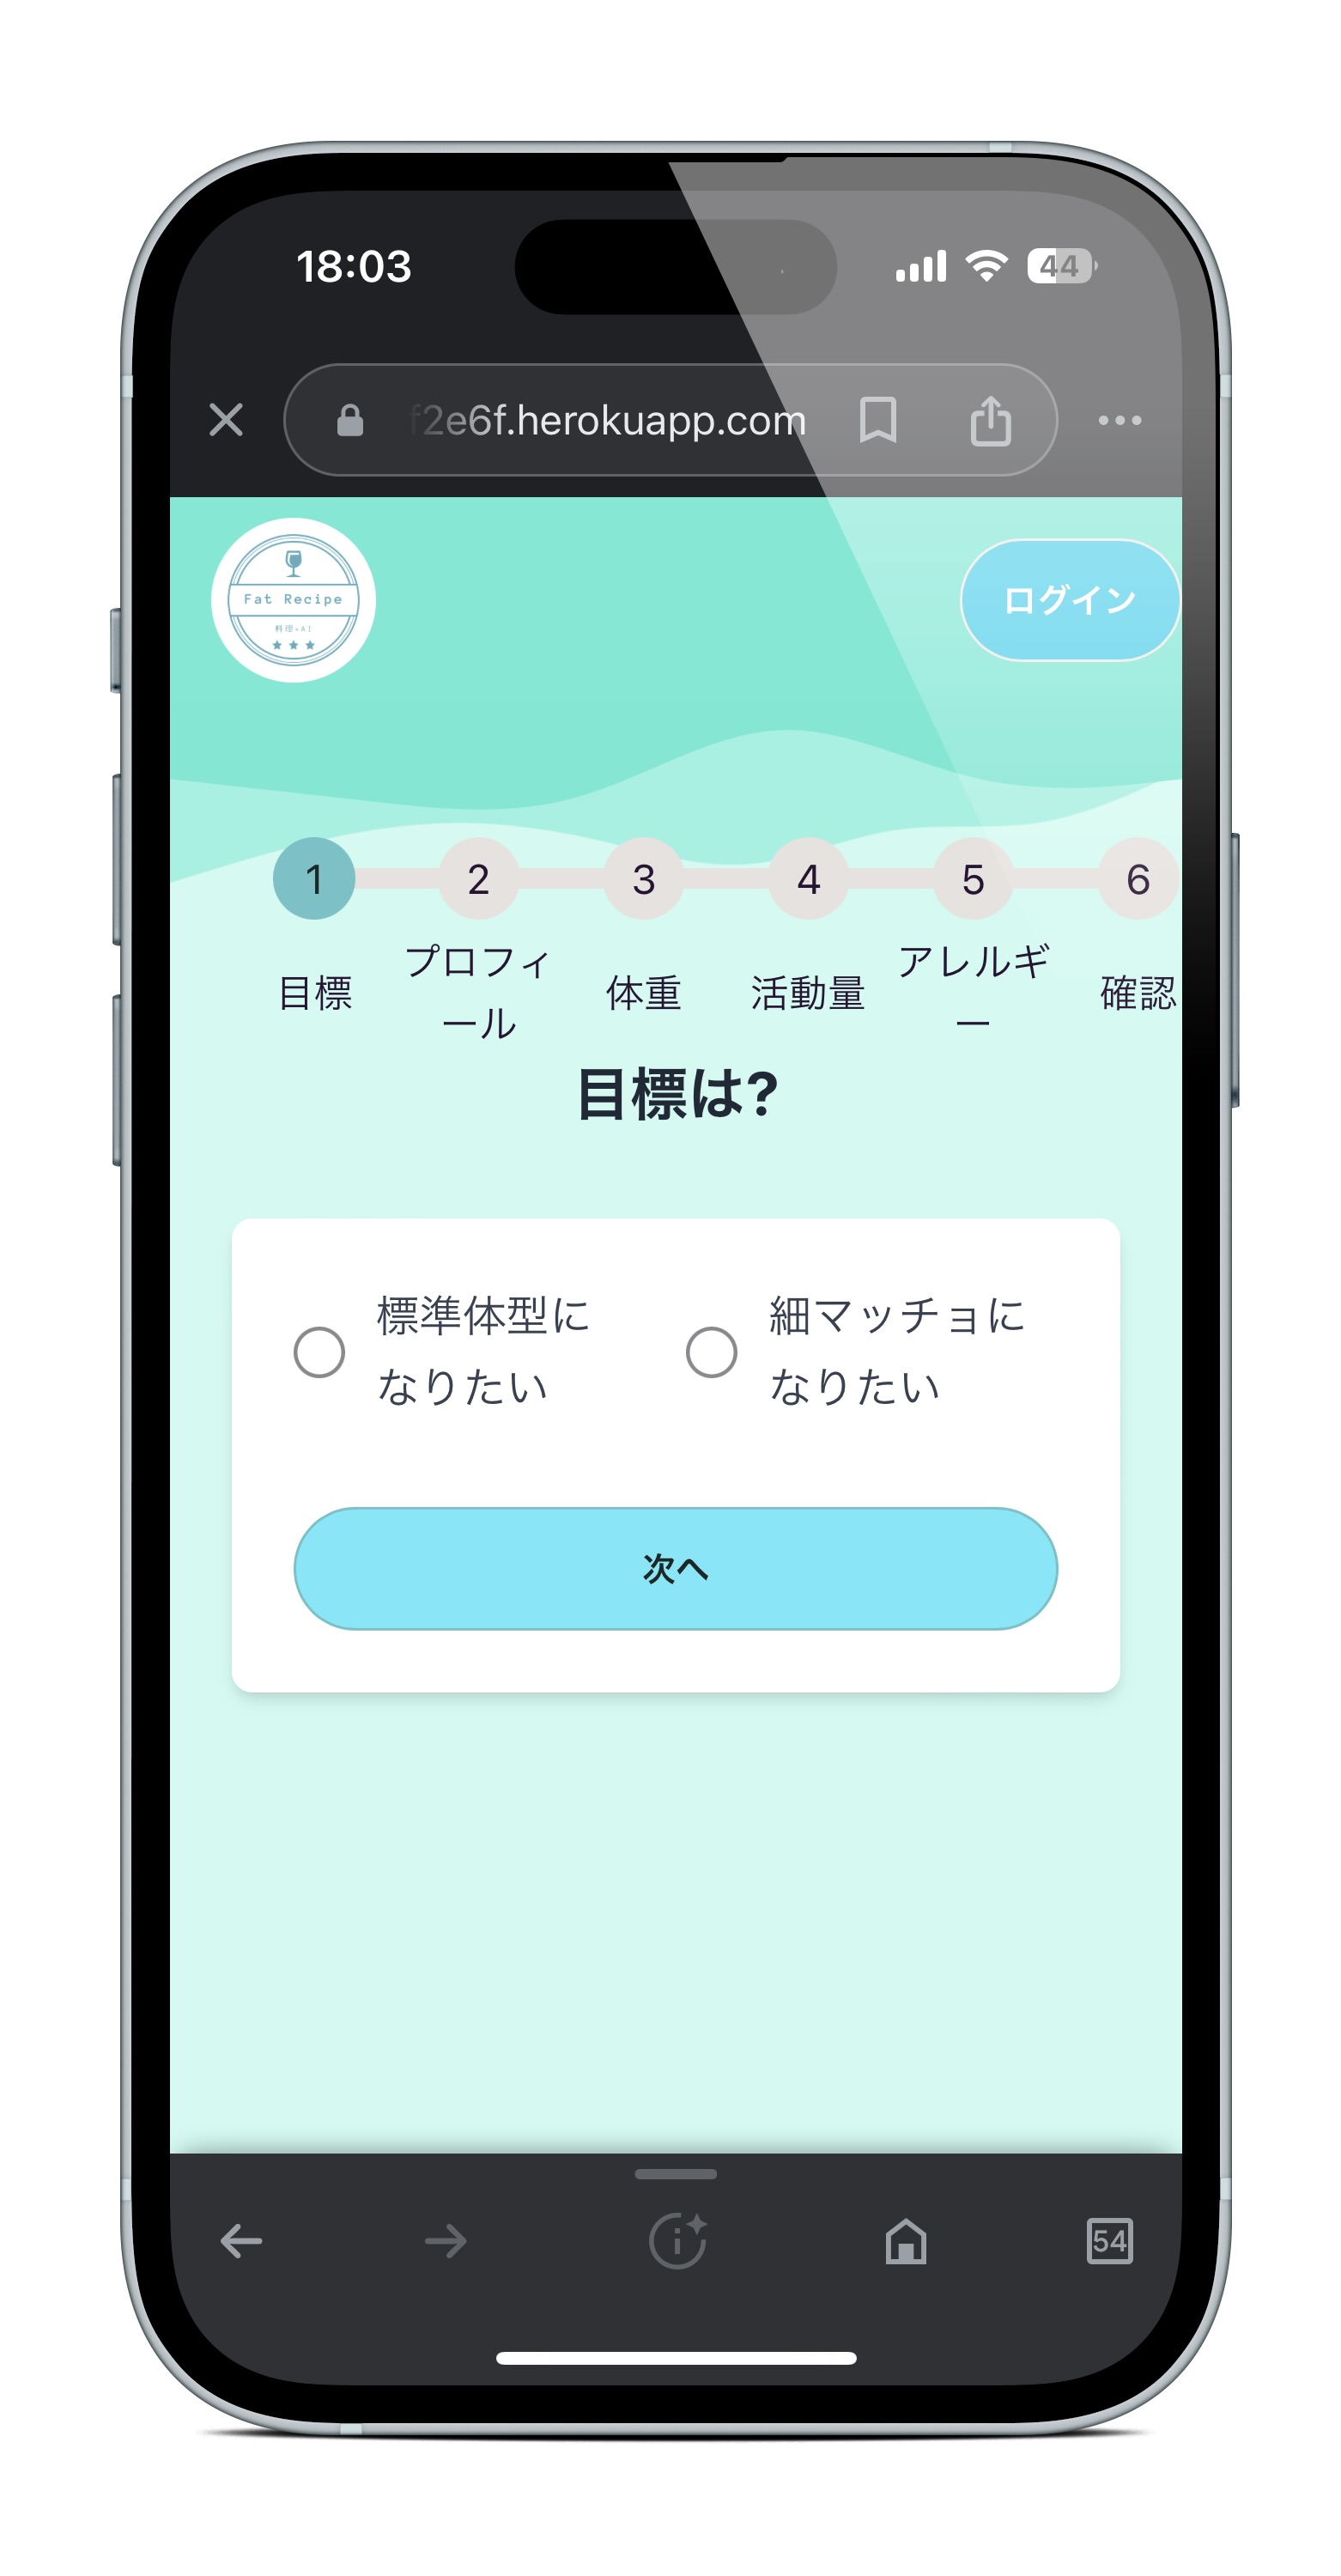 18:03
44
f2e6f.herokuapp.com
Fat Recipe
料理×AI
ログイン
1 2 3 4 5 6
目標 プロフィール 体重 活動量 アレルギー 確認
目標は?
標準体型に
なりたい
細マッチョに
なりたい
次へ
54